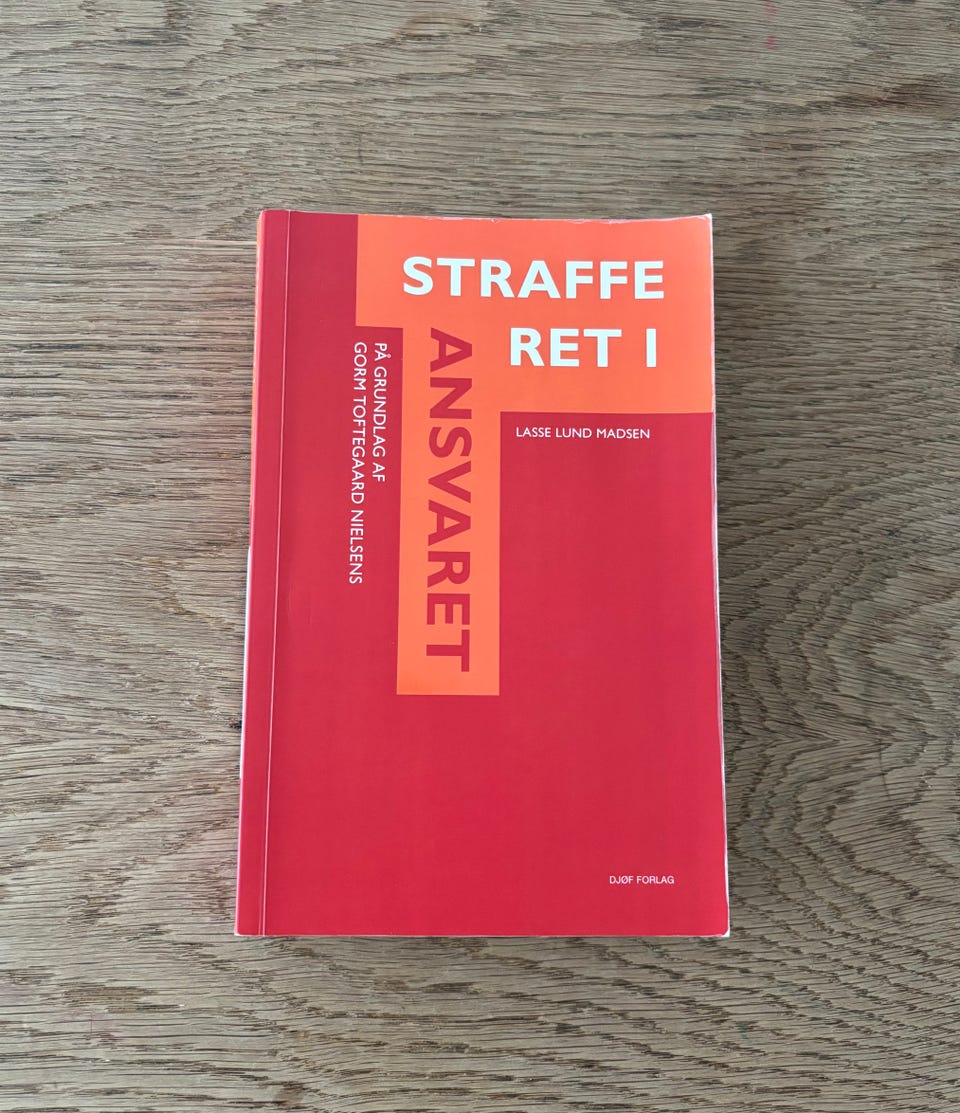 STRAFFE
RET I
ANSVARET
LASSE LUND MADSEN
PÅ GRUNDLAG AF
GORM TOFTEGAARD NIELSENS
DJØF FORLAG